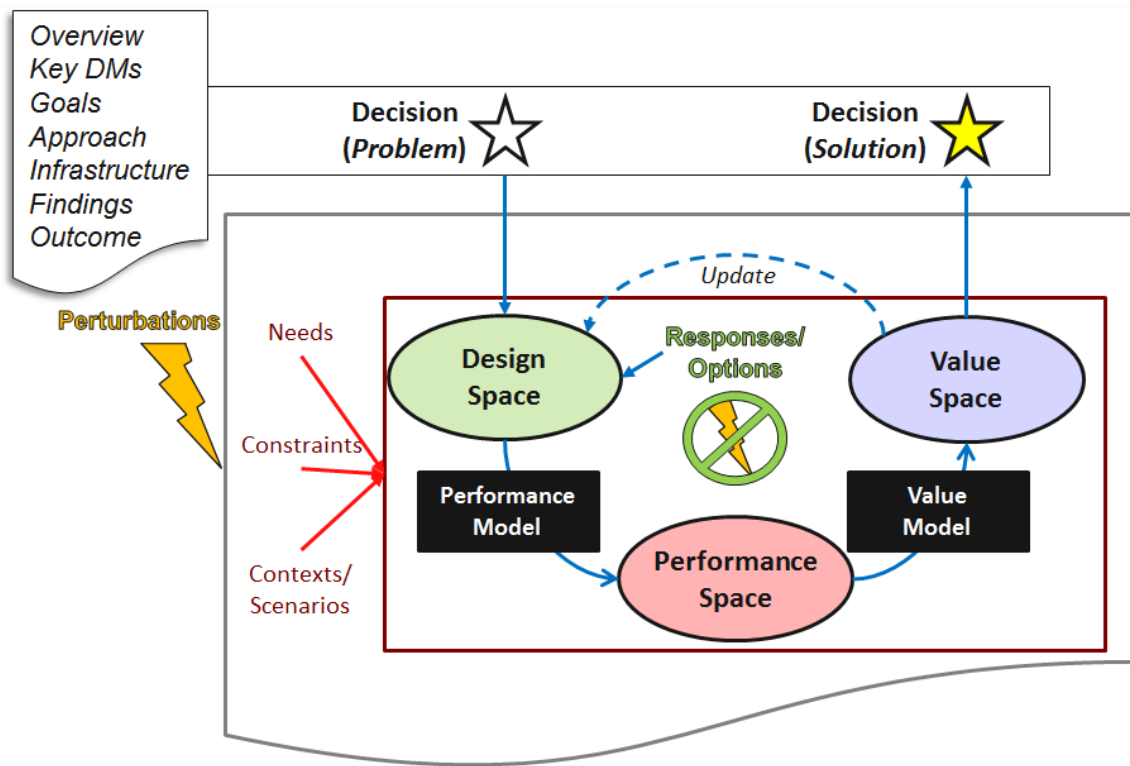 Overview
Key DMs
Goals
Approach
Infrastructure
Findings
Outcome
Decision
(Problem)
Decision
(Solution)
Update
Perturbations
Needs
Constraints
Contexts/
Scenarios
Design
Space
Responses/
Options
Value
Space
Performance
Model
Value
Model
Performance
Space